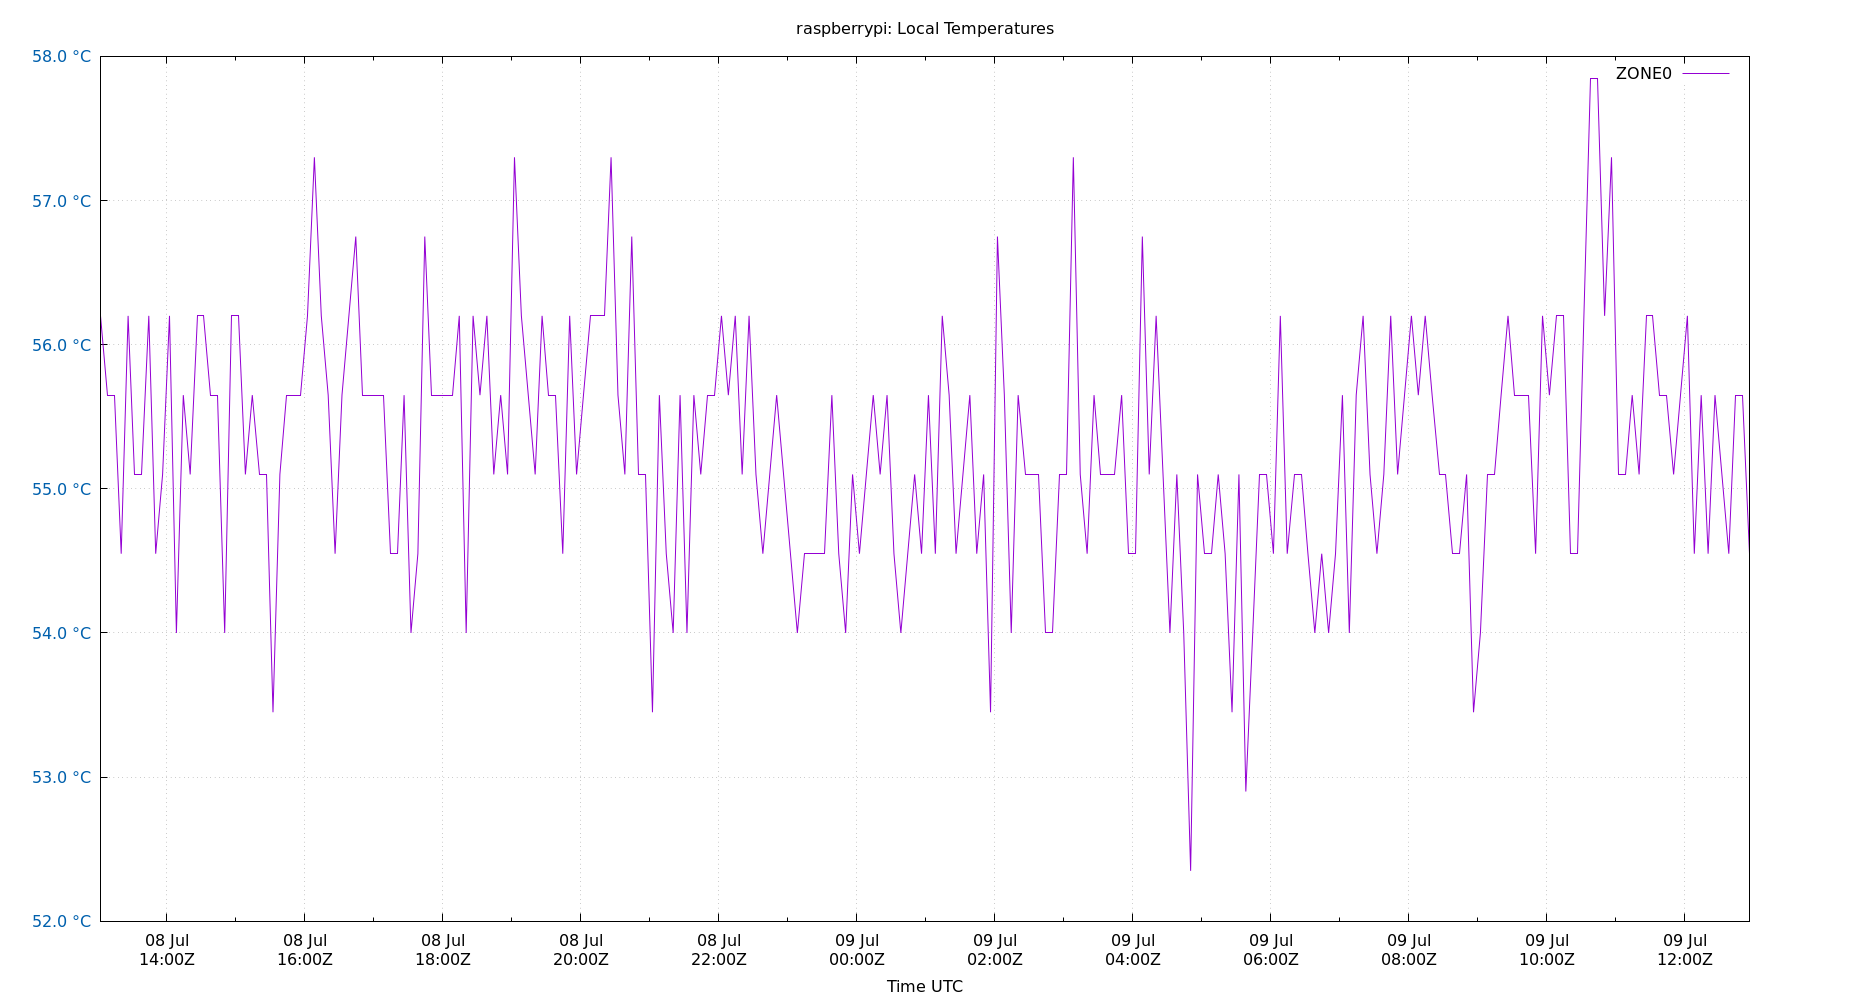 raspberrypi: Local Temperatures
58.0 °C
ZONE0
57.0 °C
56.0 °C
55.0 °C
54.0 °C
53.0 °C
52.0 °C
08 Jul 08 Jul 08 Jul 08 Jul 08 Jul 09 Jul 09 Jul 09 Jul 09 Jul 09 Jul 09 Jul 09 Jul
14:00Z 16:00Z 18:00Z 20:00Z 22:00Z 00:00Z 02:00Z 04:00Z 06:00Z 08:00Z 10:00Z 12:00Z
Time UTC